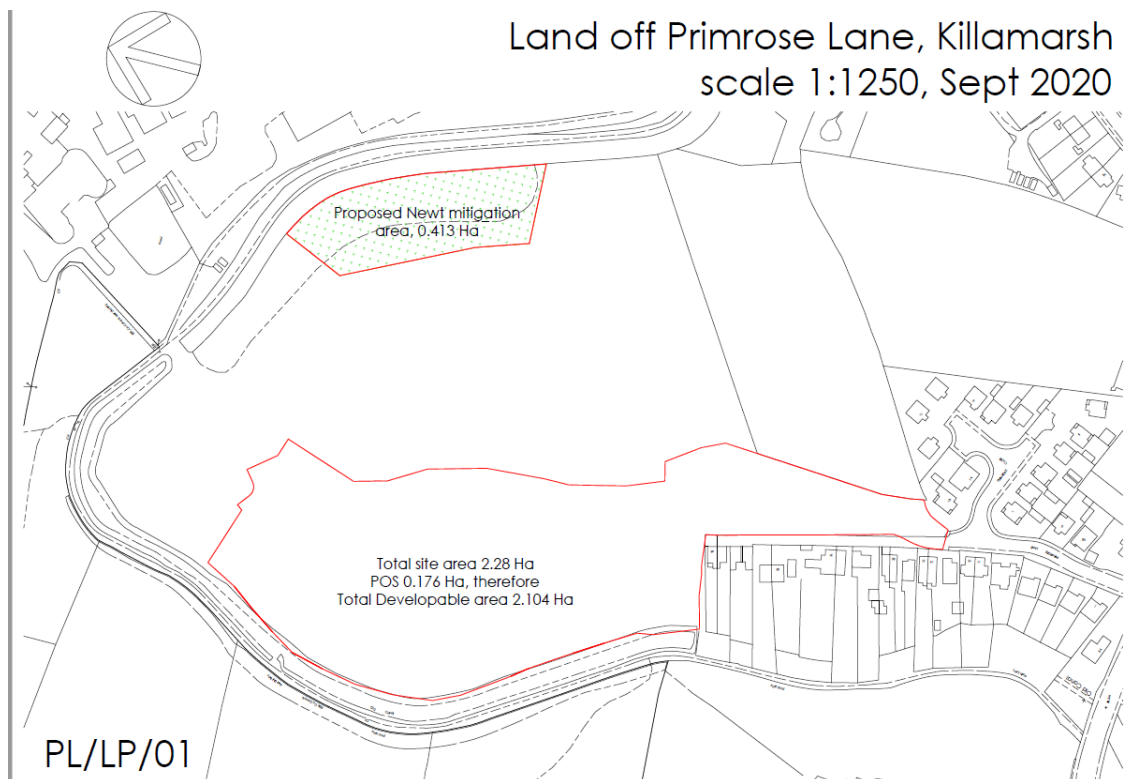 Land off Primrose Lane, Killamarsh
scale 1:1250, Sept 2020
Proposed Newt mitigation
area, 0.413 Ha
Total site area 2.28 Ha
POS 0.176 Ha, therefore
Total Developable area 2.104 Ha
PL/LP/01